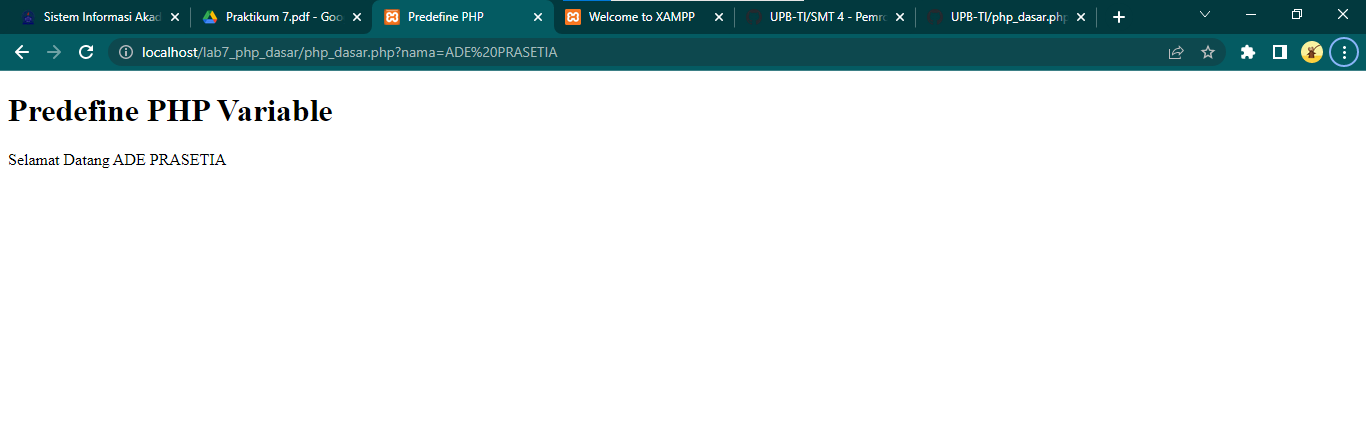 Sistem Informasi Akad
Praktikum 7.pdf - Goo
Predefine PHP
Welcome to XAMPP
UPB-TI/SMT 4 - Pemro
UPB-TI/php_dasar.php
localhost/lab7_php_dasar/php_dasar.php?nama=ADE%20PRASETIA
Predefine PHP Variable
Selamat Datang ADE PRASETIA